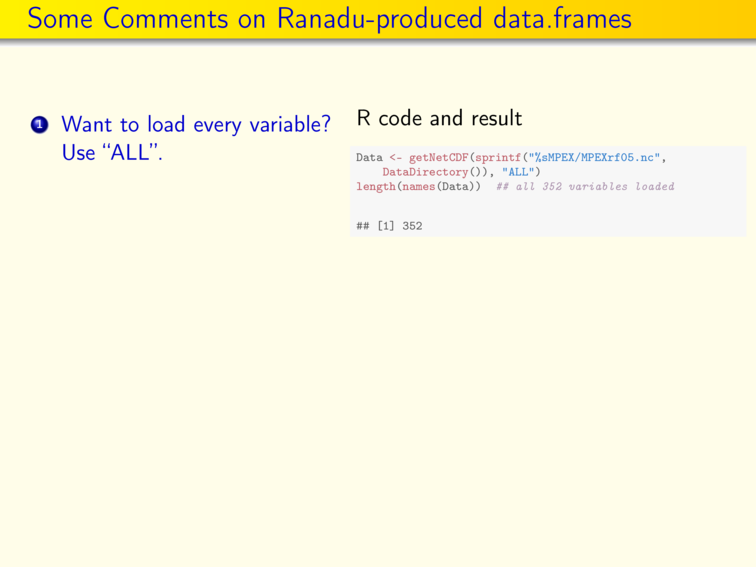 Some Comments on Ranadu-produced data.frames
1 Want to load every variable?
Use “ALL”.
R code and result
Data <- getNetCDF(sprintf("%sMPEX/MPEXrf05.nc",
    DataDirectory()), "ALL")
length(names(Data))  ## all 352 variables loaded
## [1] 352